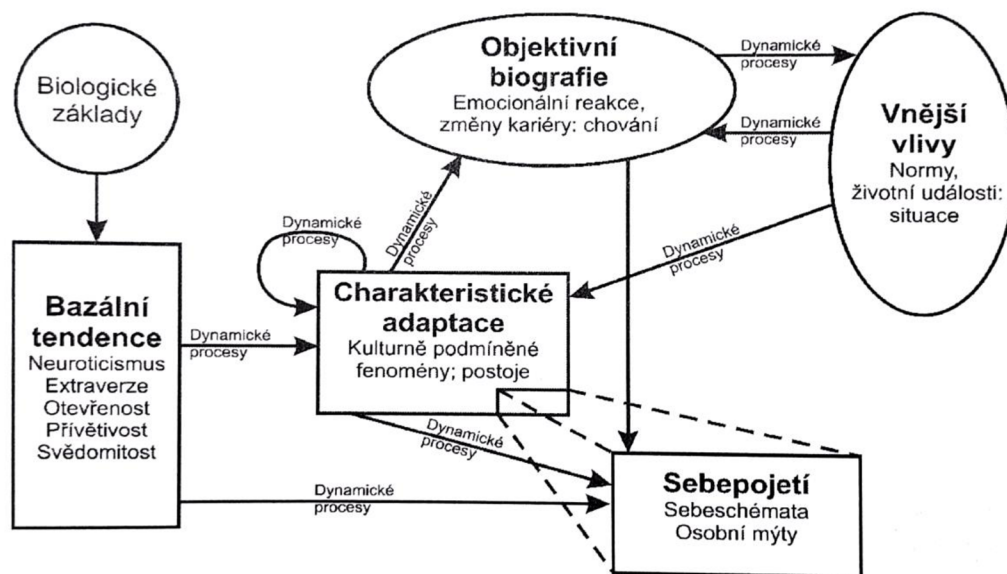 Biologické
základy
Objektivní
biografie
Emocionální reakce,
změny kariéry: chování
Dynamické
procesy
Dynamické
procesy
Vnější
vlivy
Normy,
životní události:
situace
Dynamické
procesy
Dynamické
procesy
Dynamické
procesy
Bazální
tendence
Neuroticismus
Extraverze
Otevřenost
Přívětivost
Svědomitost
Dynamické
procesy
Charakteristické
adaptace
Kulturně podmíněné
fenomény; postoje
Dynamické
procesy
Dynamické
procesy
Sebepojetí
Sebeschémata
Osobní mýty